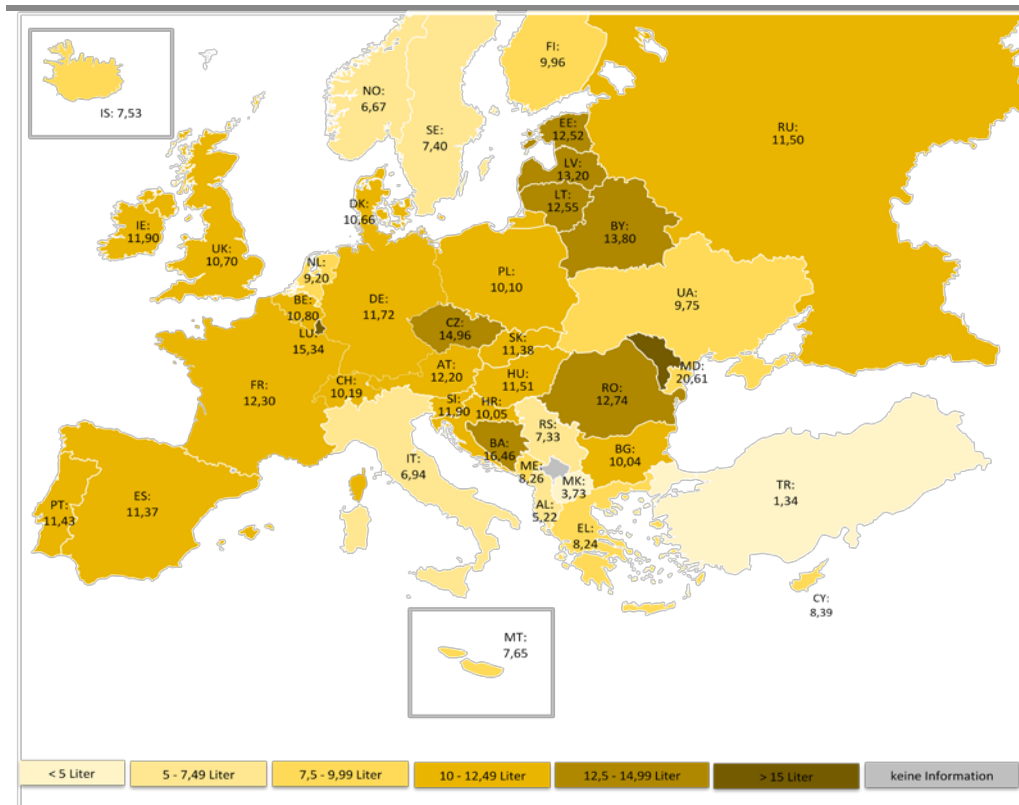 IS: 7,53
FI:
9,96
NO:
6,67
SE:
7,40
RU:
11,50
EE:
12,52
LV:
13,20
LT:
12,55
DK:
10,66
IE:
11,90
UK:
10,70
BY:
13,80
NL:
9,20
PL:
10,10
BE:
10,80
DE:
11,72
UA:
9,75
LU:
15,34
CZ:
14,96
SK:
11,38
FR:
12,30
CH:
10,19
AT:
12,20
HU:
11,51
MD:
20,61
RO:
12,74
SI:
11,90
HR:
10,05
RS:
7,33
BA:
16,46
BG:
10,04
IT:
6,94
ME:
8,26
MK:
3,73
TR:
1,34
PT:
11,43
ES:
11,37
AL:
5,22
EL:
8,24
CY:
8,39
MT:
7,65
< 5 Liter
5 - 7,49 Liter
7,5 - 9,99 Liter
10 - 12,49 Liter
12,5 - 14,99 Liter
> 15 Liter
keine Information